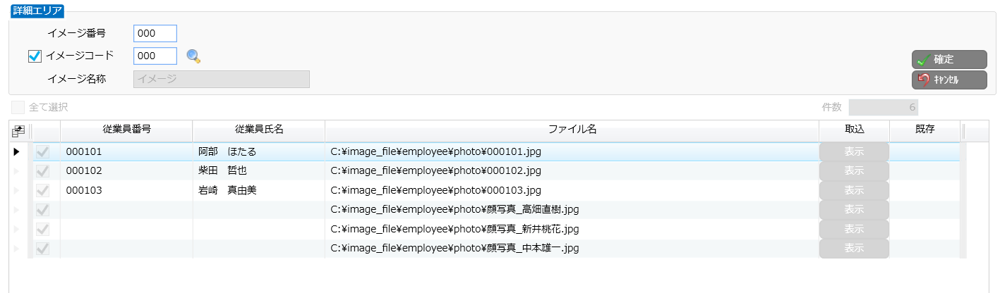 詳細エリア
イメージ番号 000
イメージコード 000
イメージ名称 イメージ
確定
ｷｬﾝｾﾙ
全て選択 件数 6
従業員番号 従業員氏名 ファイル名 取込 既存
000101 阿部　ほたる C:¥image_file¥employee¥photo¥000101.jpg 表示
000102 柴田　哲也 C:¥image_file¥employee¥photo¥000102.jpg 表示
000103 岩崎　真由美 C:¥image_file¥employee¥photo¥000103.jpg 表示
C:¥image_file¥employee¥photo¥顔写真_高畑直樹.jpg 表示
C:¥image_file¥employee¥photo¥顔写真_新井桃花.jpg 表示
C:¥image_file¥employee¥photo¥顔写真_中本雄一.jpg 表示